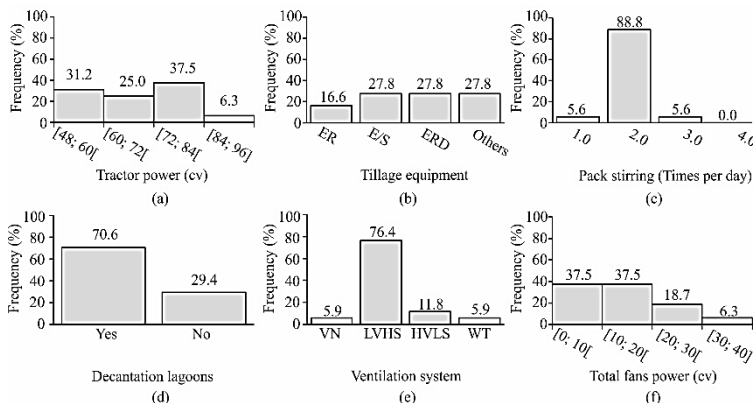 Frequency (%)
100
80
60
40
20
0
31.2
25.0
37.5
6.3
[48; 60[
[60; 72[
[72; 84[
[84; 96]
Tractor power (cv)
(a)
Frequency (%)
100
80
60
40
20
0
16.6
27.8
27.8
27.8
ER
E/S
ERD
Others
Tillage equipment
(b)
Frequency (%)
100
80
60
40
20
0
5.6
88.8
5.6
0.0
1.0
2.0
3.0
4.0
Pack stirring (Times per day)
(c)
Frequency (%)
100
80
60
40
20
0
70.6
29.4
Yes
No
Decantation lagoons
(d)
Frequency (%)
100
80
60
40
20
0
5.9
76.4
11.8
5.9
VN
LVHS
HVLS
WT
Ventilation system
(e)
Frequency (%)
100
80
60
40
20
0
37.5
37.5
18.7
6.3
[0; 10[
[10; 20[
[20; 30[
[30; 40]
Total fans power (cv)
(f)